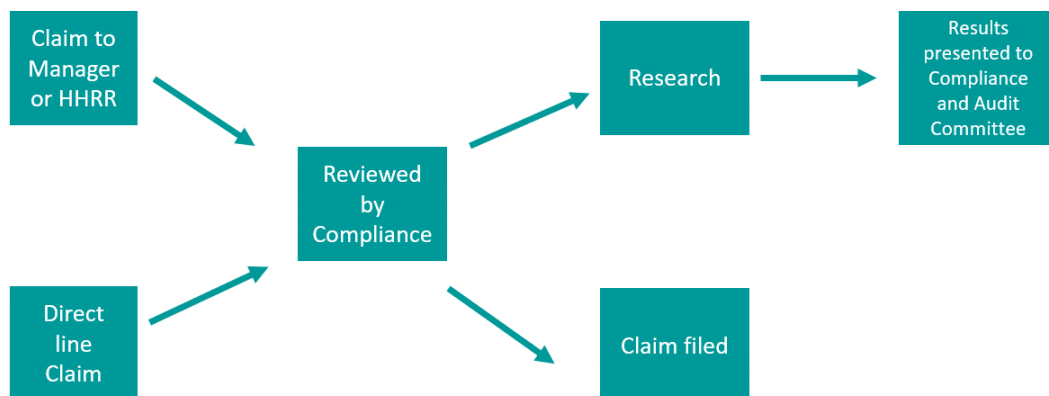 Claim to
Manager
or HHRR
Direct
line
Claim
Reviewed
by
Compliance
Research
Claim filed
Results
presented to
Compliance
and Audit
Committee